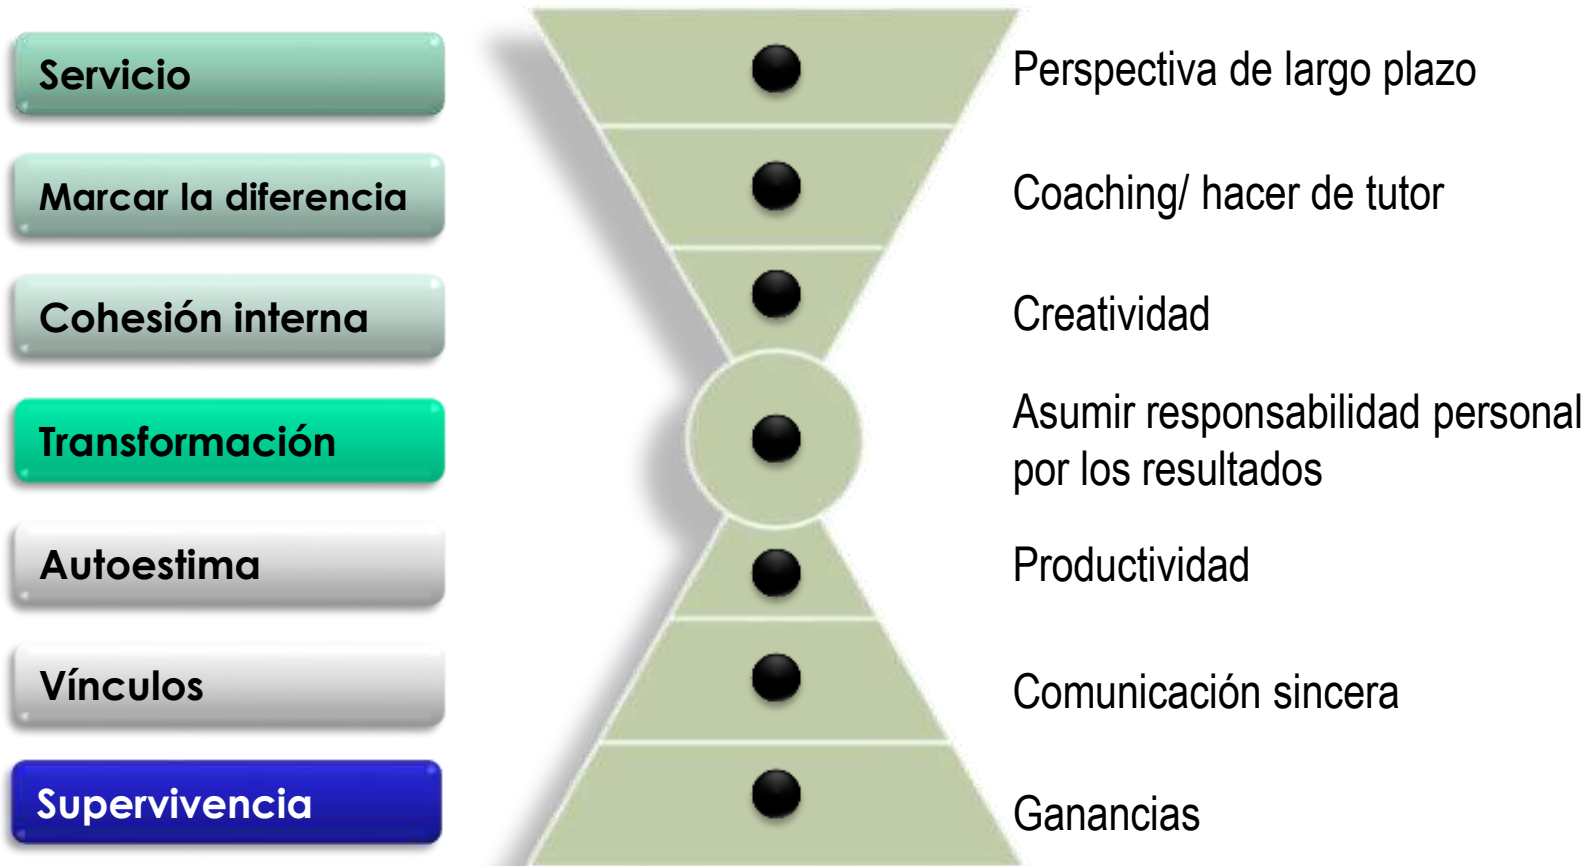 Servicio
Perspectiva de largo plazo
Marcar la diferencia
Coaching/ hacer de tutor
Cohesión interna
Creatividad
Transformación
Asumir responsabilidad personal
por los resultados
Autoestima
Productividad
Vínculos
Comunicación sincera
Supervivencia
Ganancias